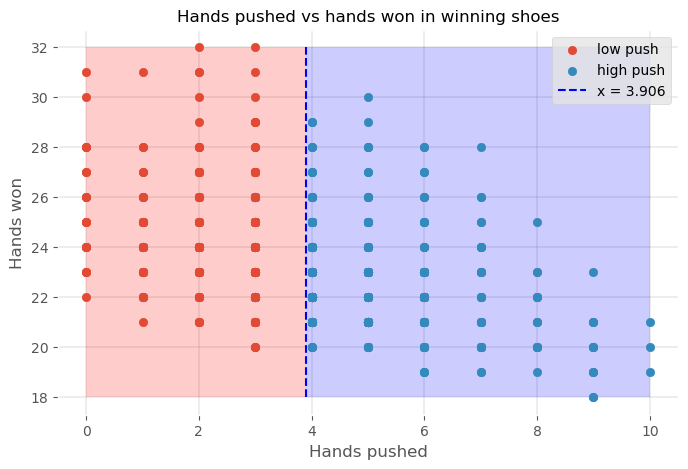 Hands pushed vs hands won in winning shoes
low push
high push
x = 3.906
Hands won
32
30
28
26
24
22
20
18
0 2 4 6 8 10
Hands pushed